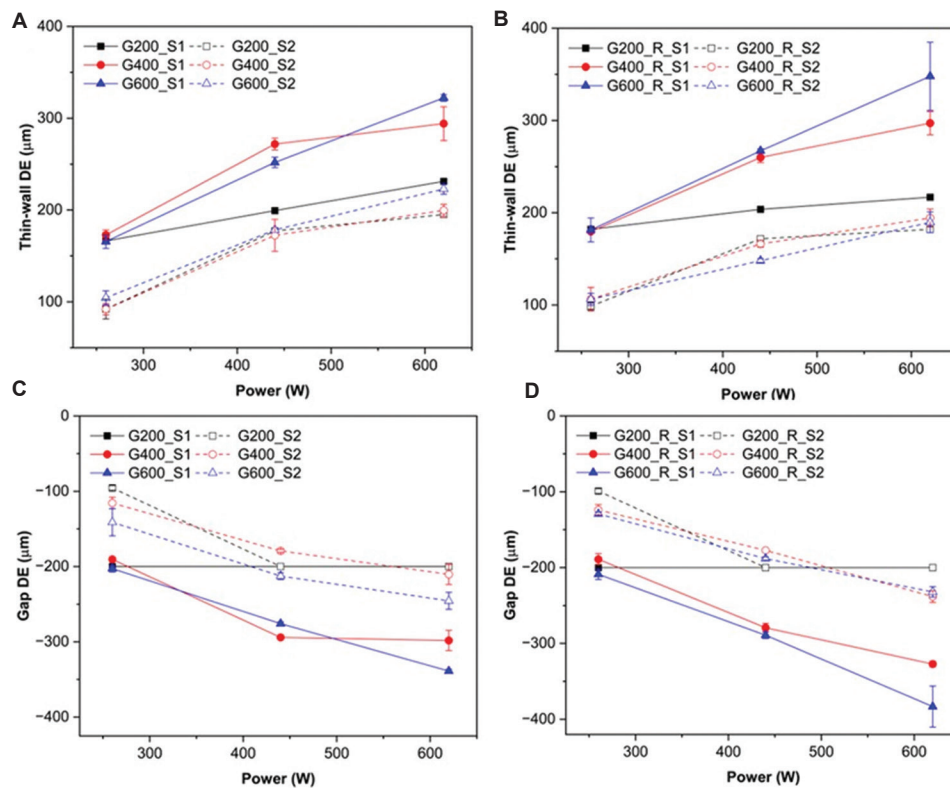 A
400
G200_S1 G200_S2
G400_S1 G400_S2
G600_S1 G600_S2
300
200
100
Thin-wall DE (μm)
300 400 500 600
Power (W)
B
400
G200_R_S1 G200_R_S2
G400_R_S1 G400_R_S2
G600_R_S1 G600_R_S2
300
200
100
Thin-wall DE (μm)
300 400 500 600
Power (W)
C
0
G200_S1 G200_S2
G400_S1 G400_S2
G600_S1 G600_S2
−100
−200
−300
−400
Gap DE (μm)
300 400 500 600
Power (W)
D
0
G200_R_S1 G200_R_S2
G400_R_S1 G400_R_S2
G600_R_S1 G600_R_S2
−100
−200
−300
−400
Gap DE (μm)
300 400 500 600
Power (W)